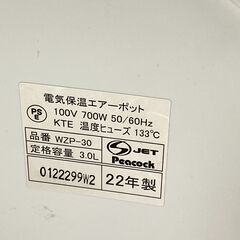 電気保温エアーポット
PS
E
100V 700W 50/60Hz
KTE 温度ヒューズ 133℃
品番 WZP-30
定格容量 3.0L
S JET
Peacock
0122299W2
22年製